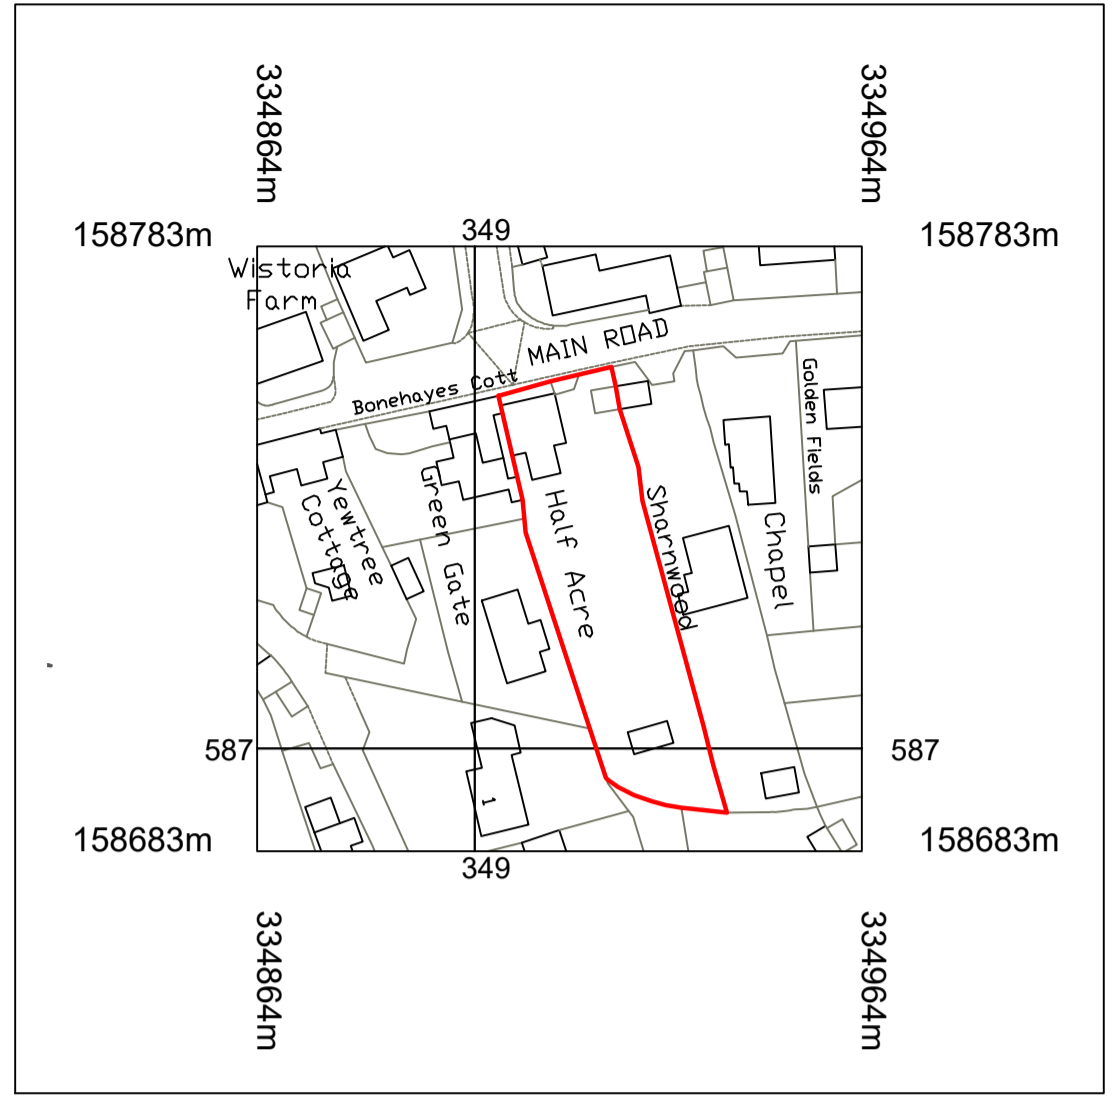 334864m
334964m
158783m
349
158783m
Wistoria
Farm
MAIN ROAD
Bonehayes Cott
Golden Fields
Yewtree
Cottage
Green Gate
Half Acre
Sharnwood
Chapel
587
587
1
158683m
349
158683m
334864m
334964m